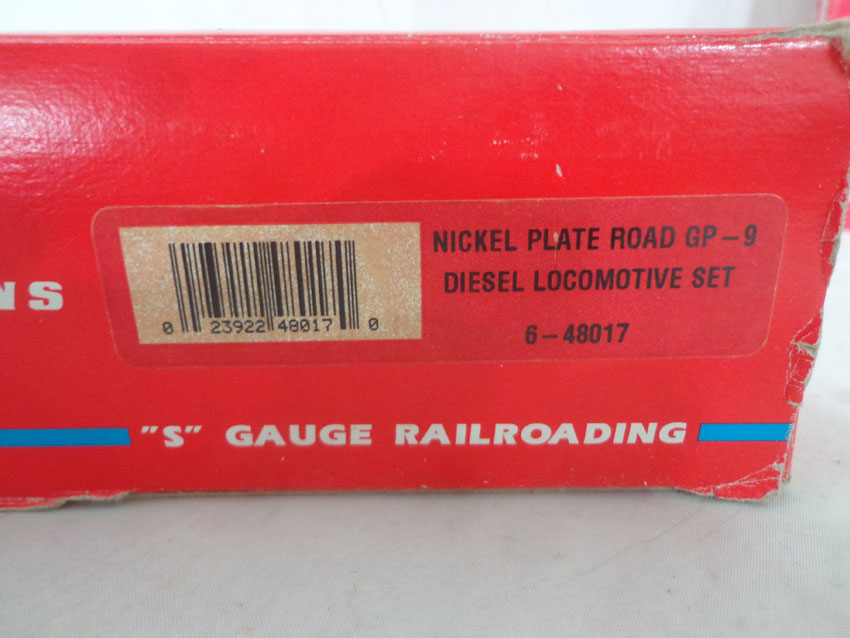 NS
NICKEL PLATE ROAD GP-9
DIESEL LOCOMOTIVE SET
6-48017
0 23922 48017 0
"S" GAUGE RAILROADING